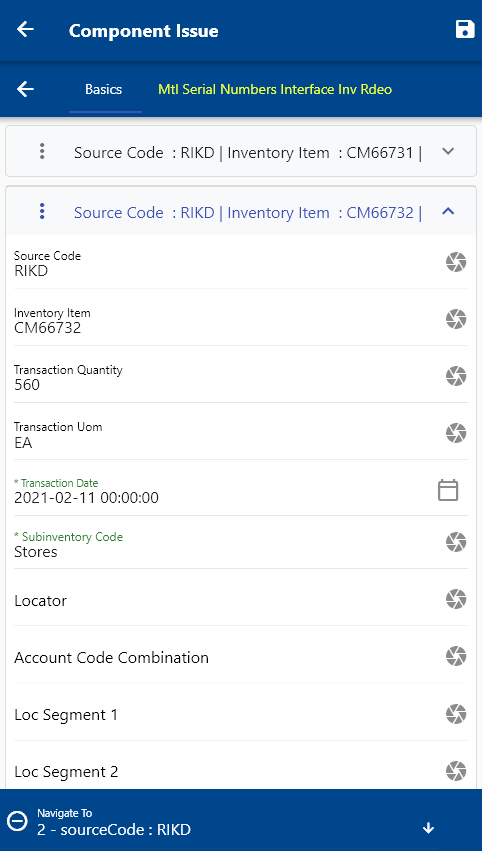 Component Issue
Basics
Mtl Serial Numbers Interface Inv Rdeo
Source Code : RIKD | Inventory Item : CM66731 |
Source Code : RIKD | Inventory Item : CM66732 |
Source Code
RIKD
Inventory Item
CM66732
Transaction Quantity
560
Transaction Uom
EA
* Transaction Date
2021-02-11 00:00:00
* Subinventory Code
Stores
Locator
Account Code Combination
Loc Segment 1
Loc Segment 2
Navigate To
2 - sourceCode : RIKD